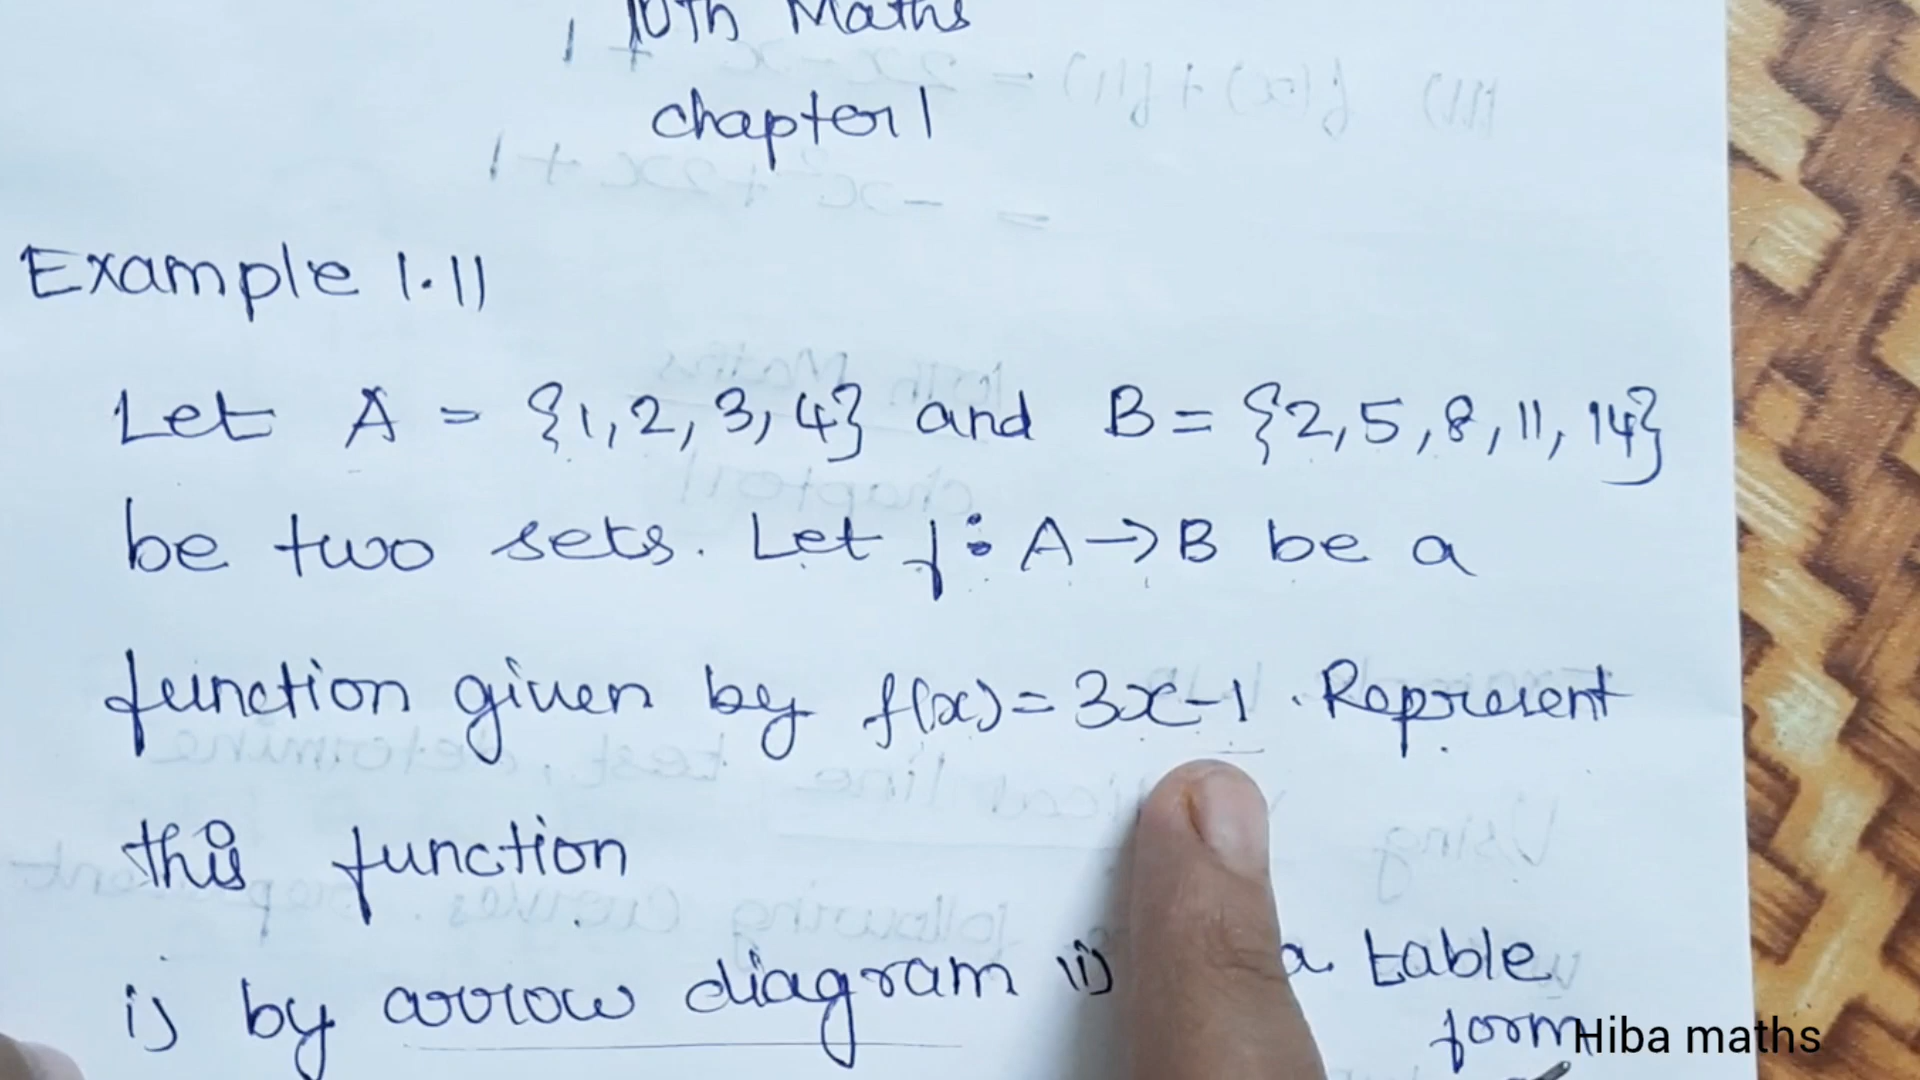 10th Maths
chapter 1
Example 1.11
Let A = {1, 2, 3, 4} and B = {2, 5, 8, 11, 14}
be two sets. Let f : A → B be a
function given by f(x) = 3x-1. Represent
this function
i) by arrow diagram ii) a table
form
Hiba maths